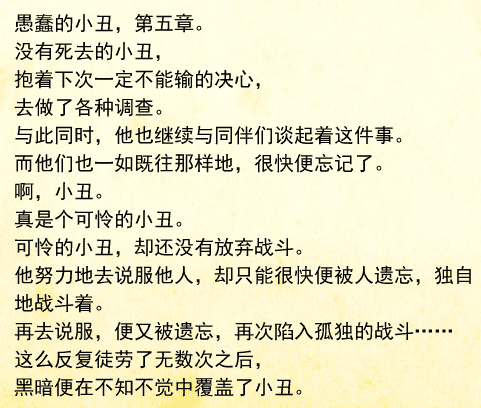 愚蠢的小丑，第五章。
没有死去的小丑，
抱着下次一定不能输的决心，
去做了各种调查。
与此同时，他也继续与同伴们谈起着这件事。
而他们也一如既往那样地，很快便忘记了。
啊，小丑。
真是个可怜的小丑。
可怜的小丑，却还没有放弃战斗。
他努力地去说服他人，却只能很快便被人遗忘，独自
地战斗着。
再去说服，便又被遗忘，再次陷入孤独的战斗……
这么反复徒劳了无数次之后，
黑暗便在不知不觉中覆盖了小丑。